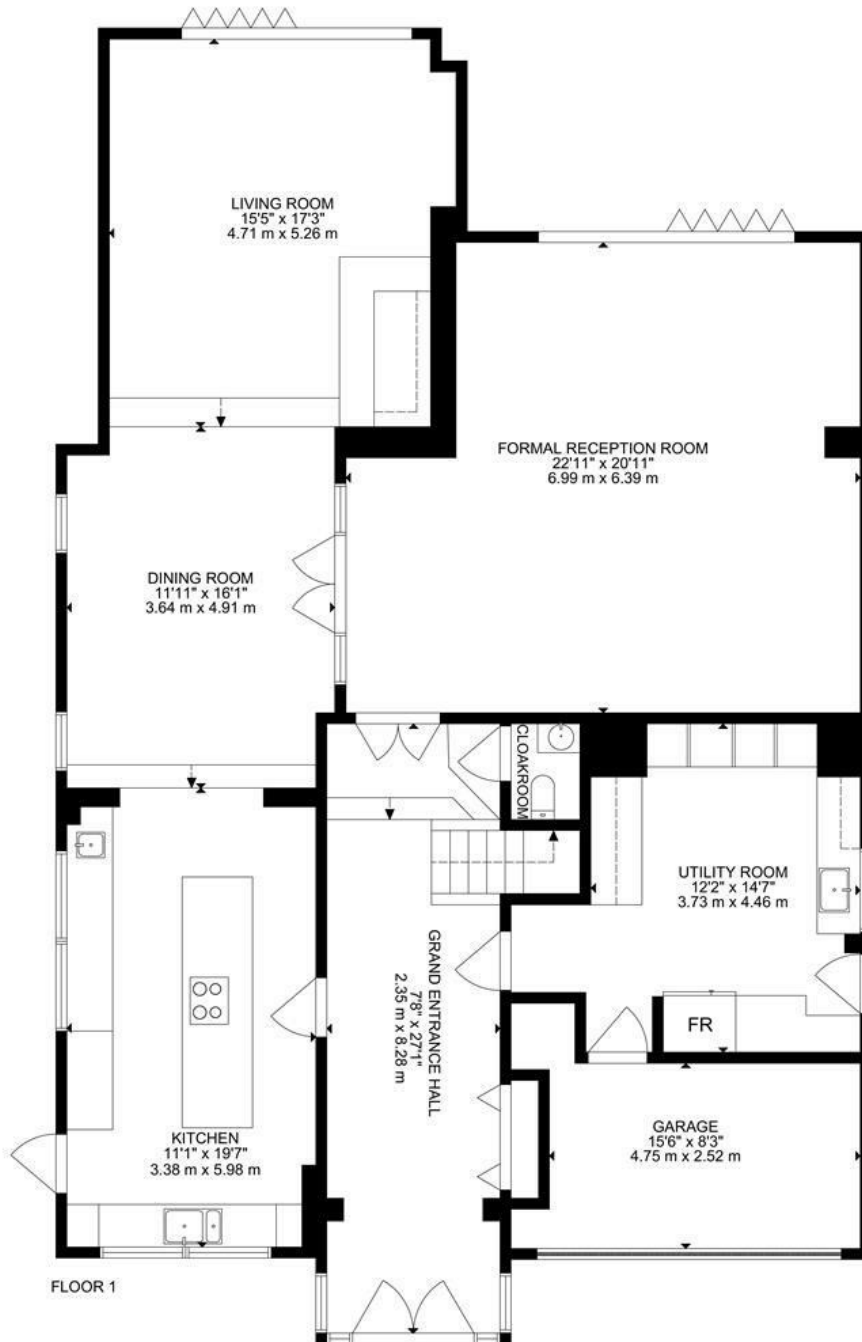 LIVING ROOM
15'5" x 17'3"
4.71 m x 5.26 m
FORMAL RECEPTION ROOM
22'11" x 20'11"
6.99 m x 6.39 m
DINING ROOM
11'11" x 16'1"
3.64 m x 4.91 m
CLOAKROOM
UTILITY ROOM
12'2" x 14'7"
3.73 m x 4.46 m
GRAND ENTRANCE HALL
7'8" x 27'1"
2.35 m x 8.28 m
FR
KITCHEN
11'1" x 19'7"
3.38 m x 5.98 m
GARAGE
15'6" x 8'3"
4.75 m x 2.52 m
FLOOR 1